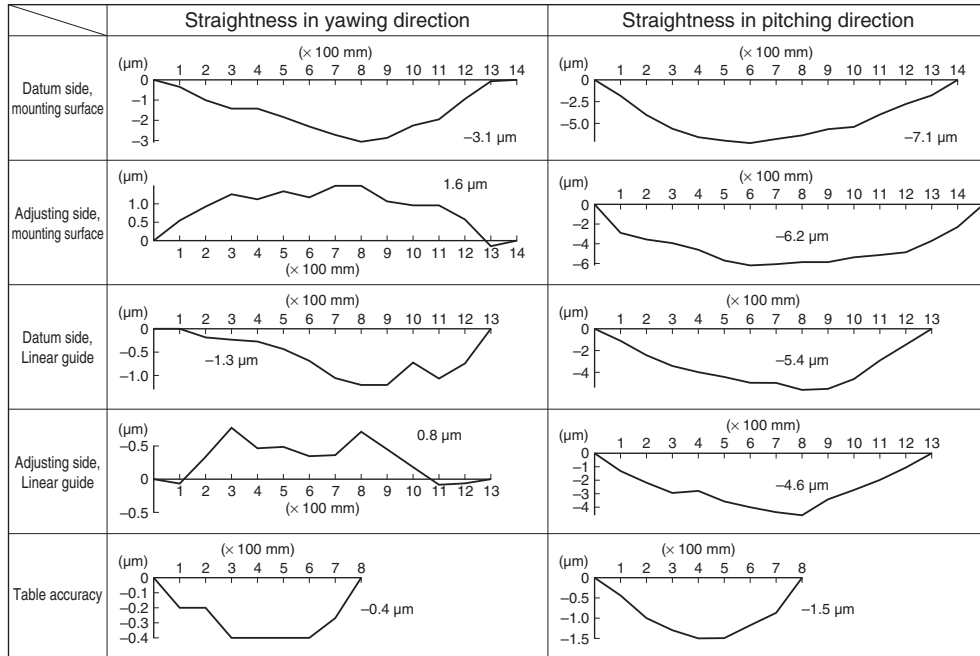 Straightness in yawing direction
Straightness in pitching direction
Datum side,
mounting surface
(× 100 mm)
(μm) 1 2 3 4 5 6 7 8 9 10 11 12 13 14
0
–1
–2
–3
–3.1 μm
(× 100 mm)
(μm) 1 2 3 4 5 6 7 8 9 10 11 12 13 14
0
–2.5
–5.0
–7.1 μm
Adjusting side,
mounting surface
(μm)
1.6 μm
1.0
0.5
0
1 2 3 4 5 6 7 8 9 10 11 12 13 14
(× 100 mm)
(× 100 mm)
(μm) 1 2 3 4 5 6 7 8 9 10 11 12 13 14
0
–2
–4
–6
–6.2 μm
Datum side,
Linear guide
(× 100 mm)
(μm) 1 2 3 4 5 6 7 8 9 10 11 12 13
0
–0.5
–1.0
–1.3 μm
(× 100 mm)
(μm) 1 2 3 4 5 6 7 8 9 10 11 12 13
0
–2
–4
–5.4 μm
Adjusting side,
Linear guide
(μm)
0.8 μm
–0.5
0
–0.5
1 2 3 4 5 6 7 8 9 10 11 12 13
(× 100 mm)
(× 100 mm)
(μm) 1 2 3 4 5 6 7 8 9 10 11 12 13
0
–1
–2
–3
–4
–4.6 μm
Table accuracy
(× 100 mm)
(μm) 1 2 3 4 5 6 7 8
0
–0.1
–0.2
–0.3
–0.4
–0.4 μm
(× 100 mm)
(μm) 1 2 3 4 5 6 7 8
0
–0.5
–1.0
–1.5
–1.5 μm